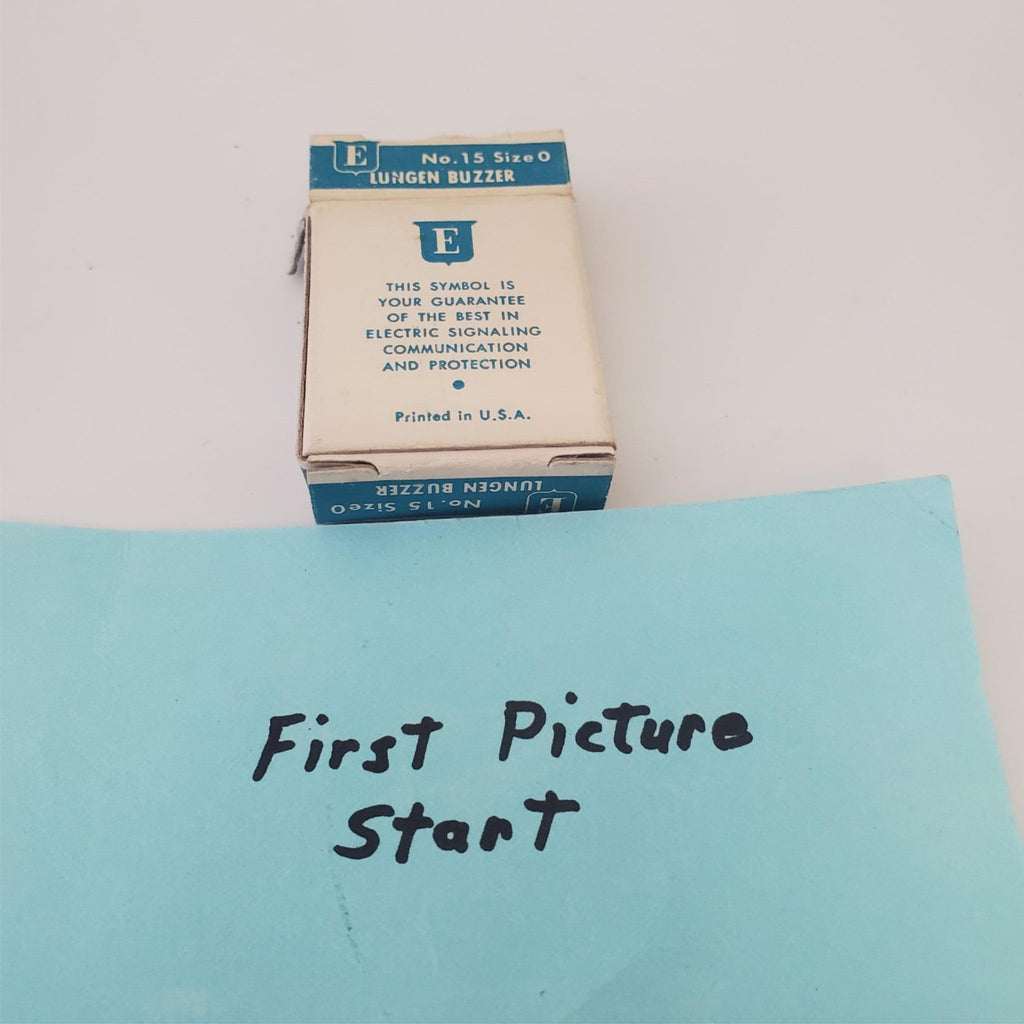 E No. 15 Size 0
LUNGEN BUZZER
E
THIS SYMBOL IS
YOUR GUARANTEE
OF THE BEST IN
ELECTRIC SIGNALING
COMMUNICATION
AND PROTECTION
Printed in U.S.A.
E No. 15 Size 0
LUNGEN BUZZER
First Picture
Start